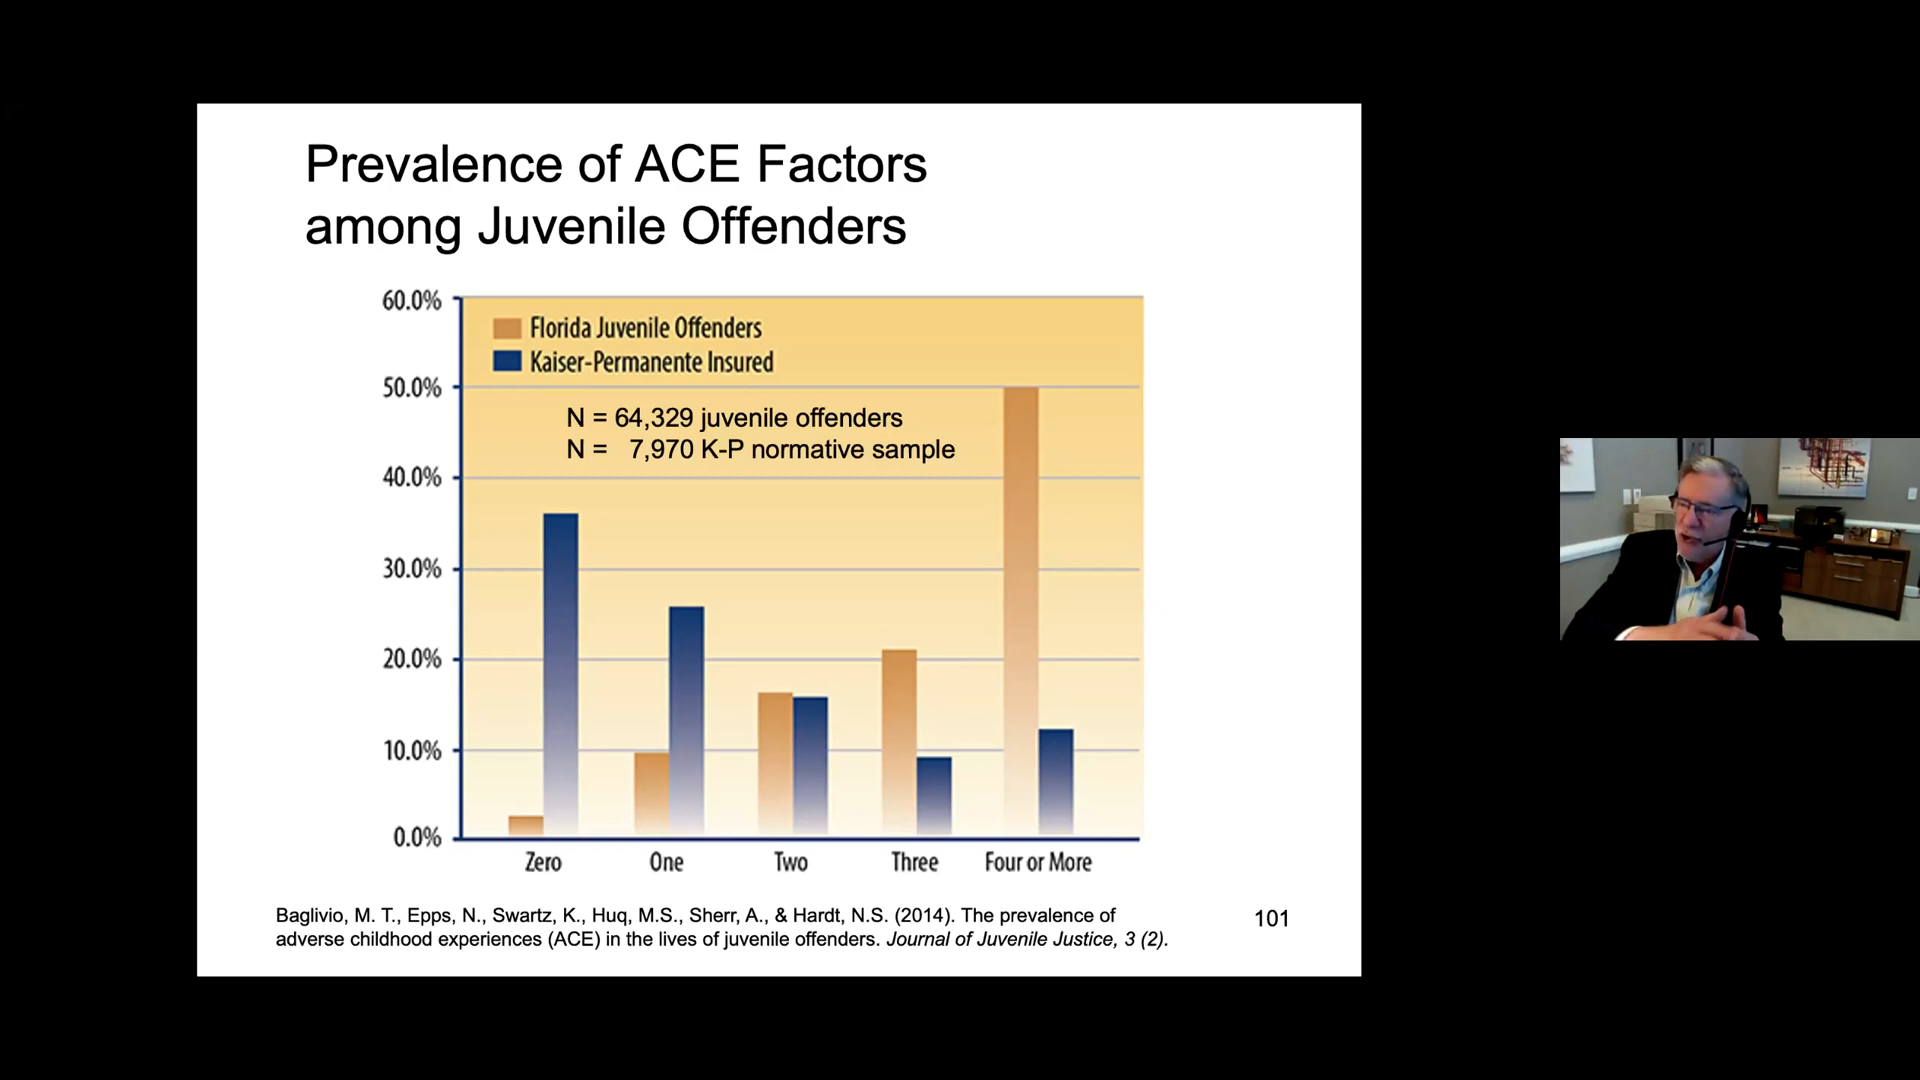 Prevalence of ACE Factors
among Juvenile Offenders
60.0%
50.0%
40.0%
30.0%
20.0%
10.0%
0.0%
Florida Juvenile Offenders
Kaiser-Permanente Insured
N = 64,329 juvenile offenders
N = 7,970 K-P normative sample
Zero One Two Three Four or More
Baglivio, M. T., Epps, N., Swartz, K., Huq, M.S., Sherr, A., & Hardt, N.S. (2014). The prevalence of
adverse childhood experiences (ACE) in the lives of juvenile offenders. Journal of Juvenile Justice, 3 (2).
101